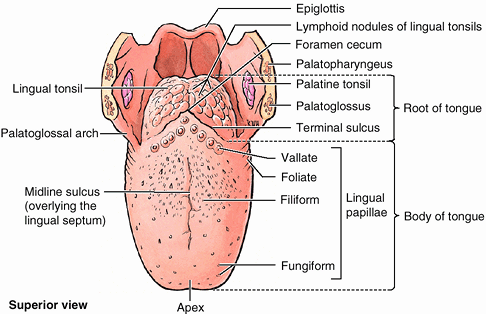 Epiglottis
Lymphoid nodules of lingual tonsils
Foramen cecum
Palatopharyngeus
Lingual tonsil
Palatine tonsil
Palatoglossus
Root of tongue
Terminal sulcus
Palatoglossal arch
Vallate
Foliate
Midline sulcus
(overlying the
lingual septum)
Filiform
Lingual
papillae
Body of tongue
Fungiform
Superior view
Apex